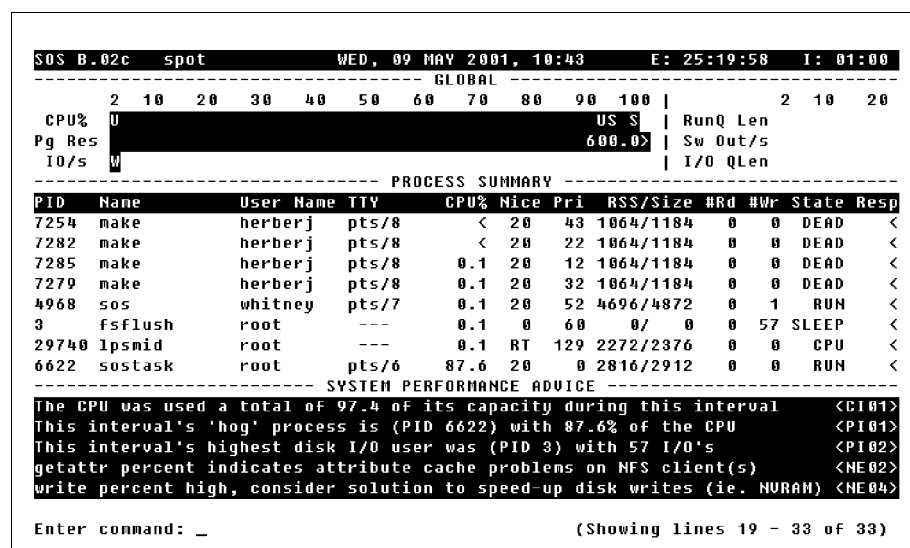 SOS B.02c spot WED, 09 MAY 2001, 10:43 E: 25:19:58 I: 01:00
------------------------------------- GLOBAL ------------------------------------
2 10 20 30 40 50 60 70 80 90 100 | 2 10 20
CPU% U US S | RunQ Len
Pg Res 600.0> | Sw Out/s
IO/s W | I/O QLen
--------------------------------- PROCESS SUMMARY -------------------------------
PID Name User Name TTY CPU% Nice Pri RSS/Size #Rd #Wr State Resp
7254 make herberj pts/8 < 20 43 1064/1184 0 0 DEAD <
7282 make herberj pts/8 < 20 22 1064/1184 0 0 DEAD <
7285 make herberj pts/8 0.1 20 12 1064/1184 0 0 DEAD <
7279 make herberj pts/8 0.1 20 32 1064/1184 0 0 DEAD <
4968 sos whitney pts/7 0.1 20 52 4696/4872 0 1 RUN <
3 fsflush root --- 0.1 0 60 0/ 0 0 57 SLEEP <
29740 lpsmid root --- 0.1 RT 129 2272/2376 0 0 CPU <
6622 sostask root pts/6 87.6 20 0 2816/2912 0 0 RUN <
--------------------------- SYSTEM PERFORMANCE ADVICE ---------------------------
The CPU was used a total of 97.4 of its capacity during this interval <CI01>
This interval's 'hog' process is (PID 6622) with 87.6% of the CPU <PI01>
This interval's highest disk I/O user was (PID 3) with 57 I/O's <PI02>
getattr percent indicates attribute cache problems on NFS client(s) <NE02>
write percent high, consider solution to speed-up disk writes (ie. NVRAM) <NE04>
Enter command: _ (Showing lines 19 - 33 of 33)